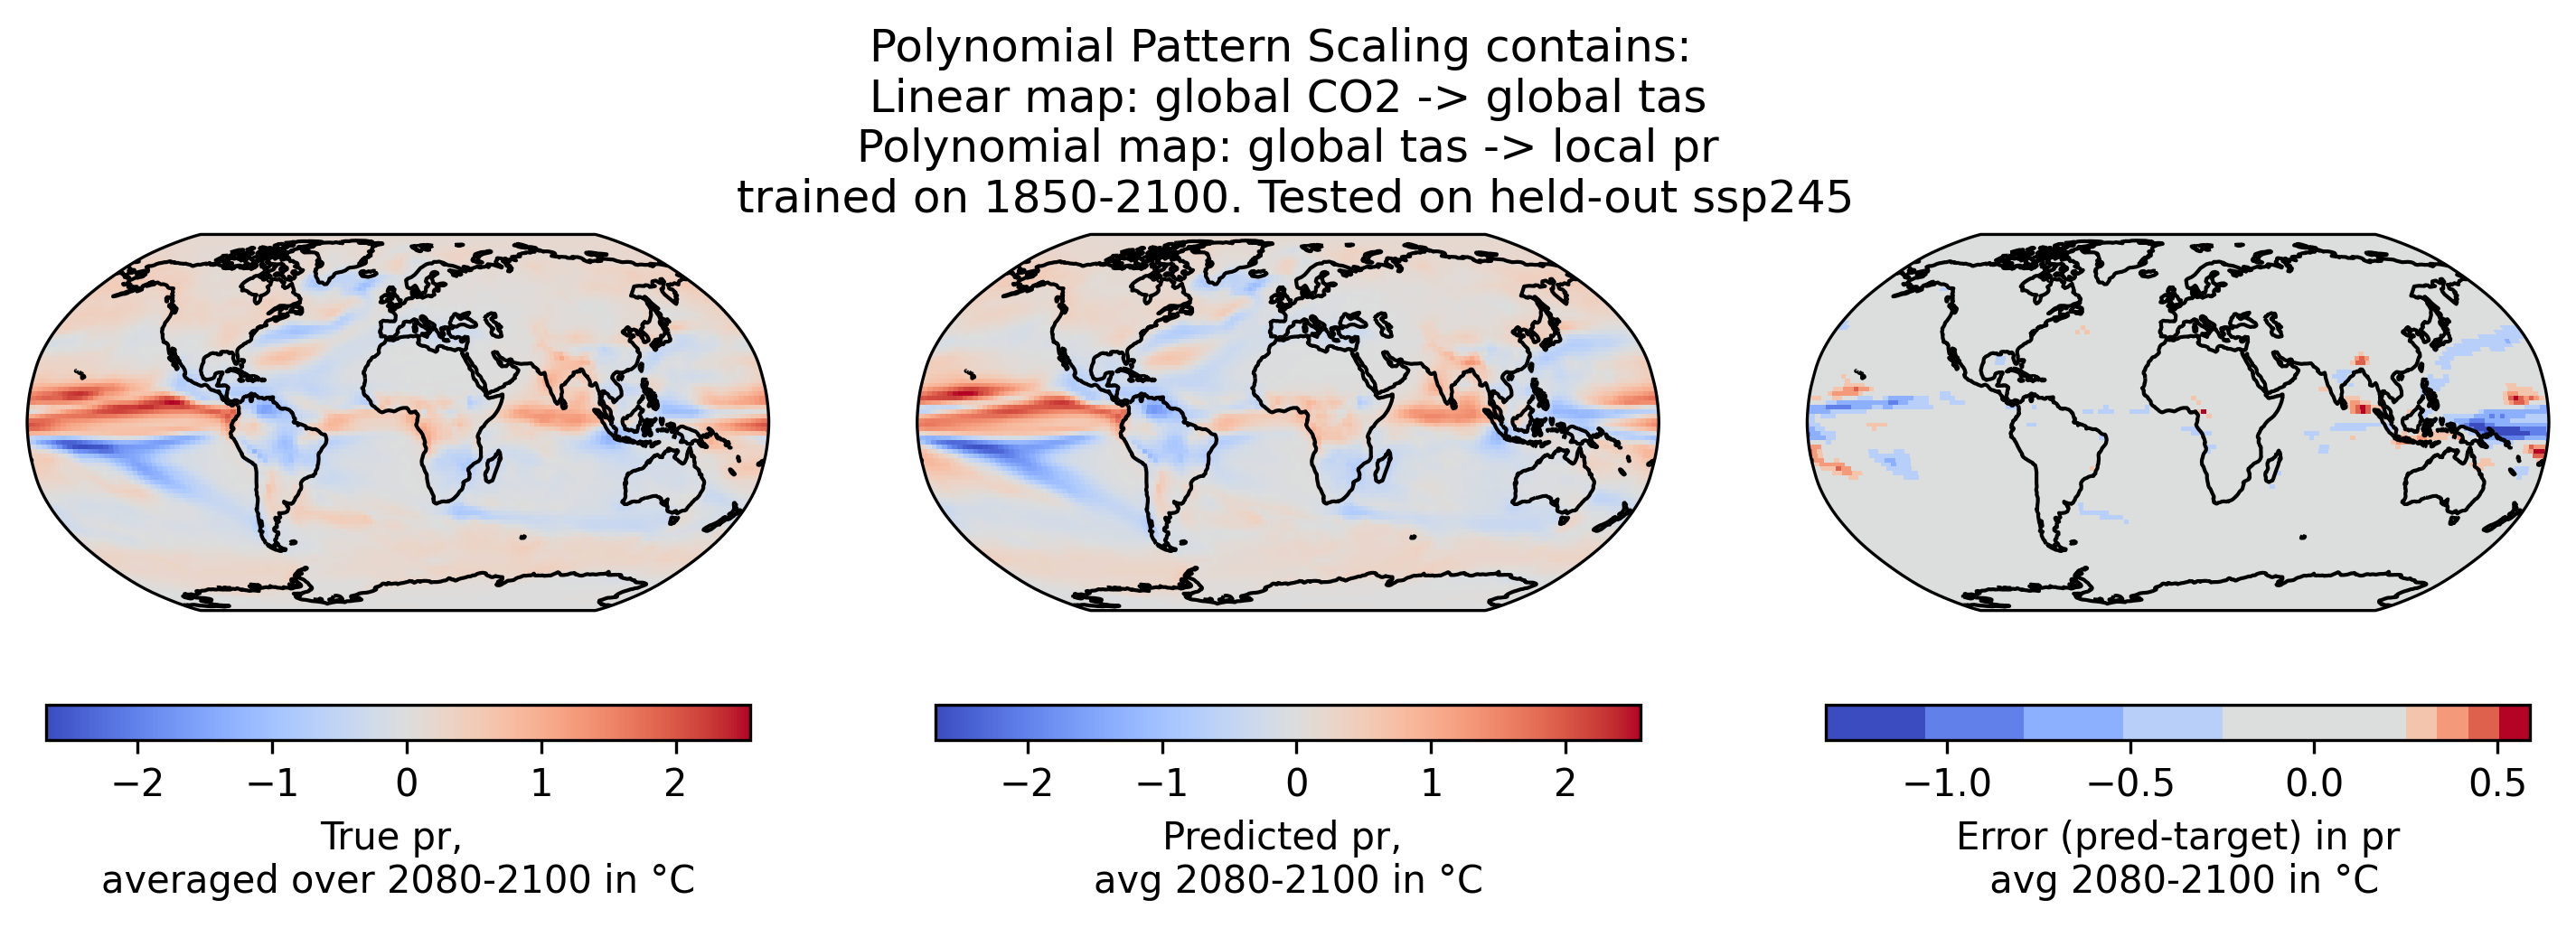 Polynomial Pattern Scaling contains:
Linear map: global CO2 -> global tas
Polynomial map: global tas -> local pr
trained on 1850-2100. Tested on held-out ssp245
−2 −1 0 1 2
True pr,
averaged over 2080-2100 in °C
−2 −1 0 1 2
Predicted pr,
avg 2080-2100 in °C
−1.0 −0.5 0.0 0.5
Error (pred-target) in pr
avg 2080-2100 in °C